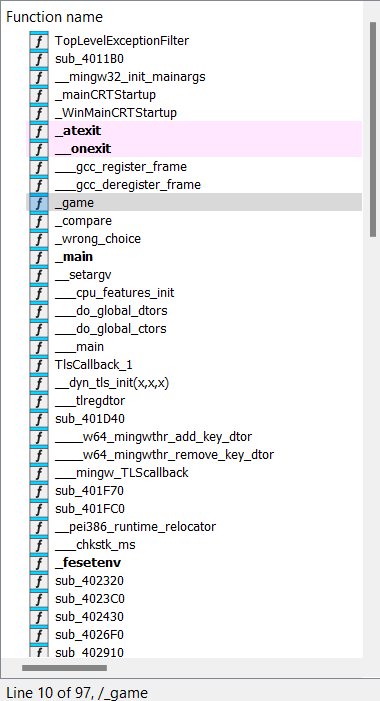 Function name
TopLevelExceptionFilter
sub_4011B0
__mingw32_init_mainargs
_mainCRTStartup
_WinMainCRTStartup
_atexit
__onexit
___gcc_register_frame
___gcc_deregister_frame
_game
_compare
_wrong_choice
_main
__setargv
___cpu_features_init
___do_global_dtors
___do_global_ctors
___main
TlsCallback_1
__dyn_tls_init(x,x,x)
___tlregdtor
sub_401D40
____w64_mingwthr_add_key_dtor
____w64_mingwthr_remove_key_dtor
___mingw_TLScallback
sub_401F70
sub_401FC0
__pei386_runtime_relocator
___chkstk_ms
_fesetenv
sub_402320
sub_4023C0
sub_402430
sub_4026F0
sub_402910
Line 10 of 97, /_game